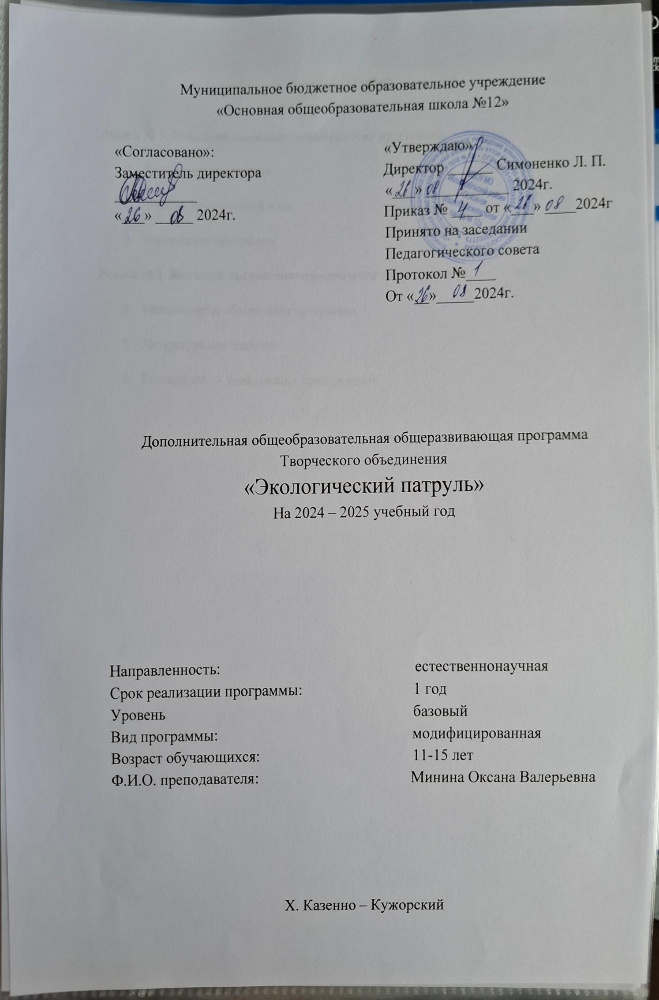 Муниципальное бюджетное образовательное учреждение
«Основная общеобразовательная школа №12»
«Согласовано»:
Заместитель директора
«26» 08 2024г.
«Утверждаю»
Директор Симоненко Л. П.
«26» 08 2024г.
Приказ № 4 от «26» 08 2024г
Принято на заседании
Педагогического совета
Протокол № 1
От «26» 08 2024г.
Дополнительная общеобразовательная общеразвивающая программа
Творческого объединения
«Экологический патруль»
На 2024 – 2025 учебный год
Направленность: естественнонаучная
Срок реализации программы: 1 год
Уровень базовый
Вид программы: модифицированная
Возраст обучающихся: 11-15 лет
Ф.И.О. преподавателя: Минина Оксана Валерьевна
Х. Казенно – Кужорский